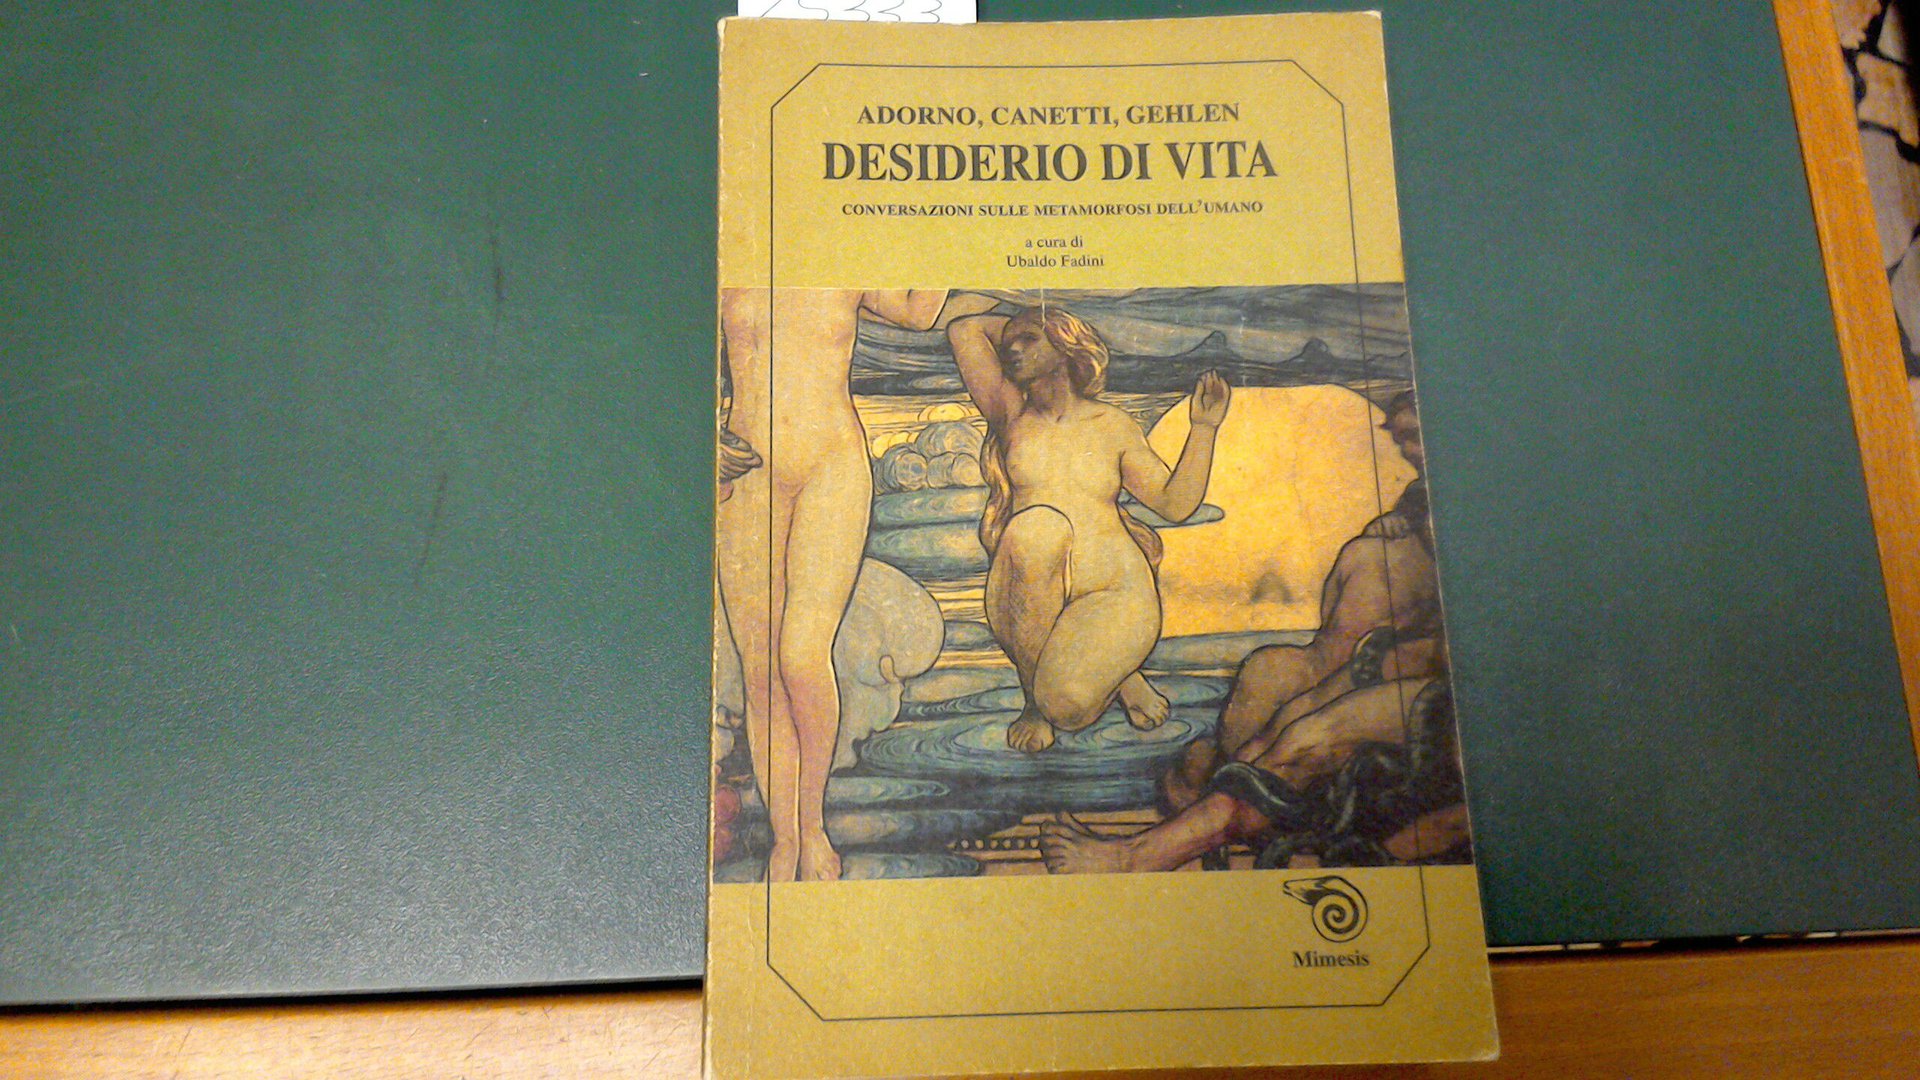 ADORNO, CANETTI, GEHLEN
DESIDERIO DI VITA
CONVERSAZIONI SULLE METAMORFOSI DELL'UMANO
a cura di
Ubaldo Fadini
Mimesis